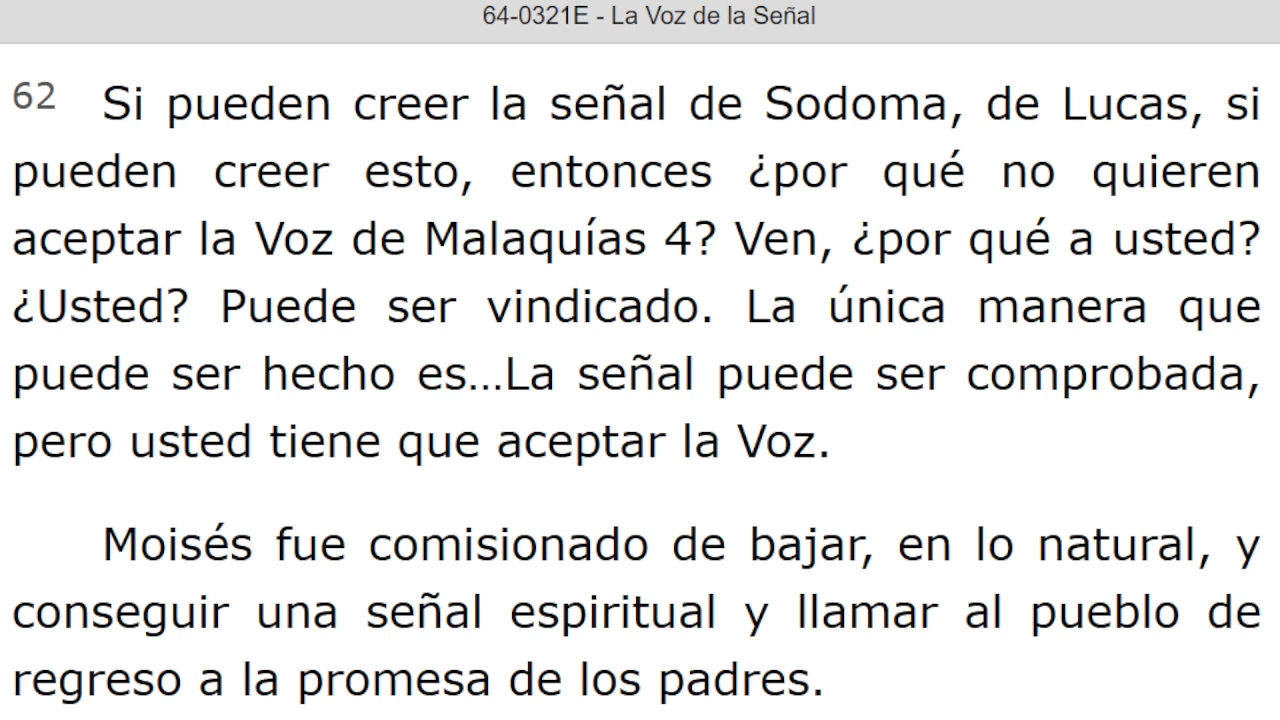 64-0321E - La Voz de la Señal
62 Si pueden creer la señal de Sodoma, de Lucas, si
pueden creer esto, entonces ¿por qué no quieren
aceptar la Voz de Malaquías 4? Ven, ¿por qué a usted?
¿Usted? Puede ser vindicado. La única manera que
puede ser hecho es...La señal puede ser comprobada,
pero usted tiene que aceptar la Voz.
Moisés fue comisionado de bajar, en lo natural, y
conseguir una señal espiritual y llamar al pueblo de
regreso a la promesa de los padres.